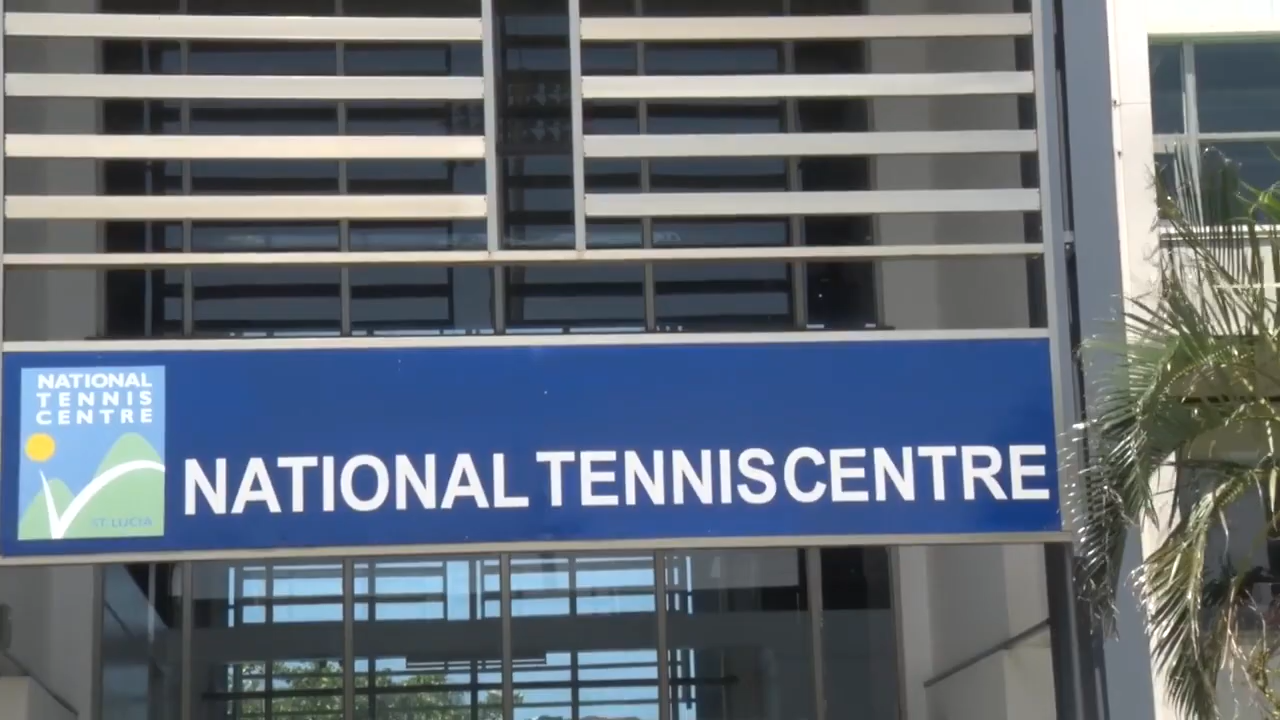 NATIONAL
TENNIS
CENTRE
ST. LUCIA
NATIONAL TENNIS CENTRE